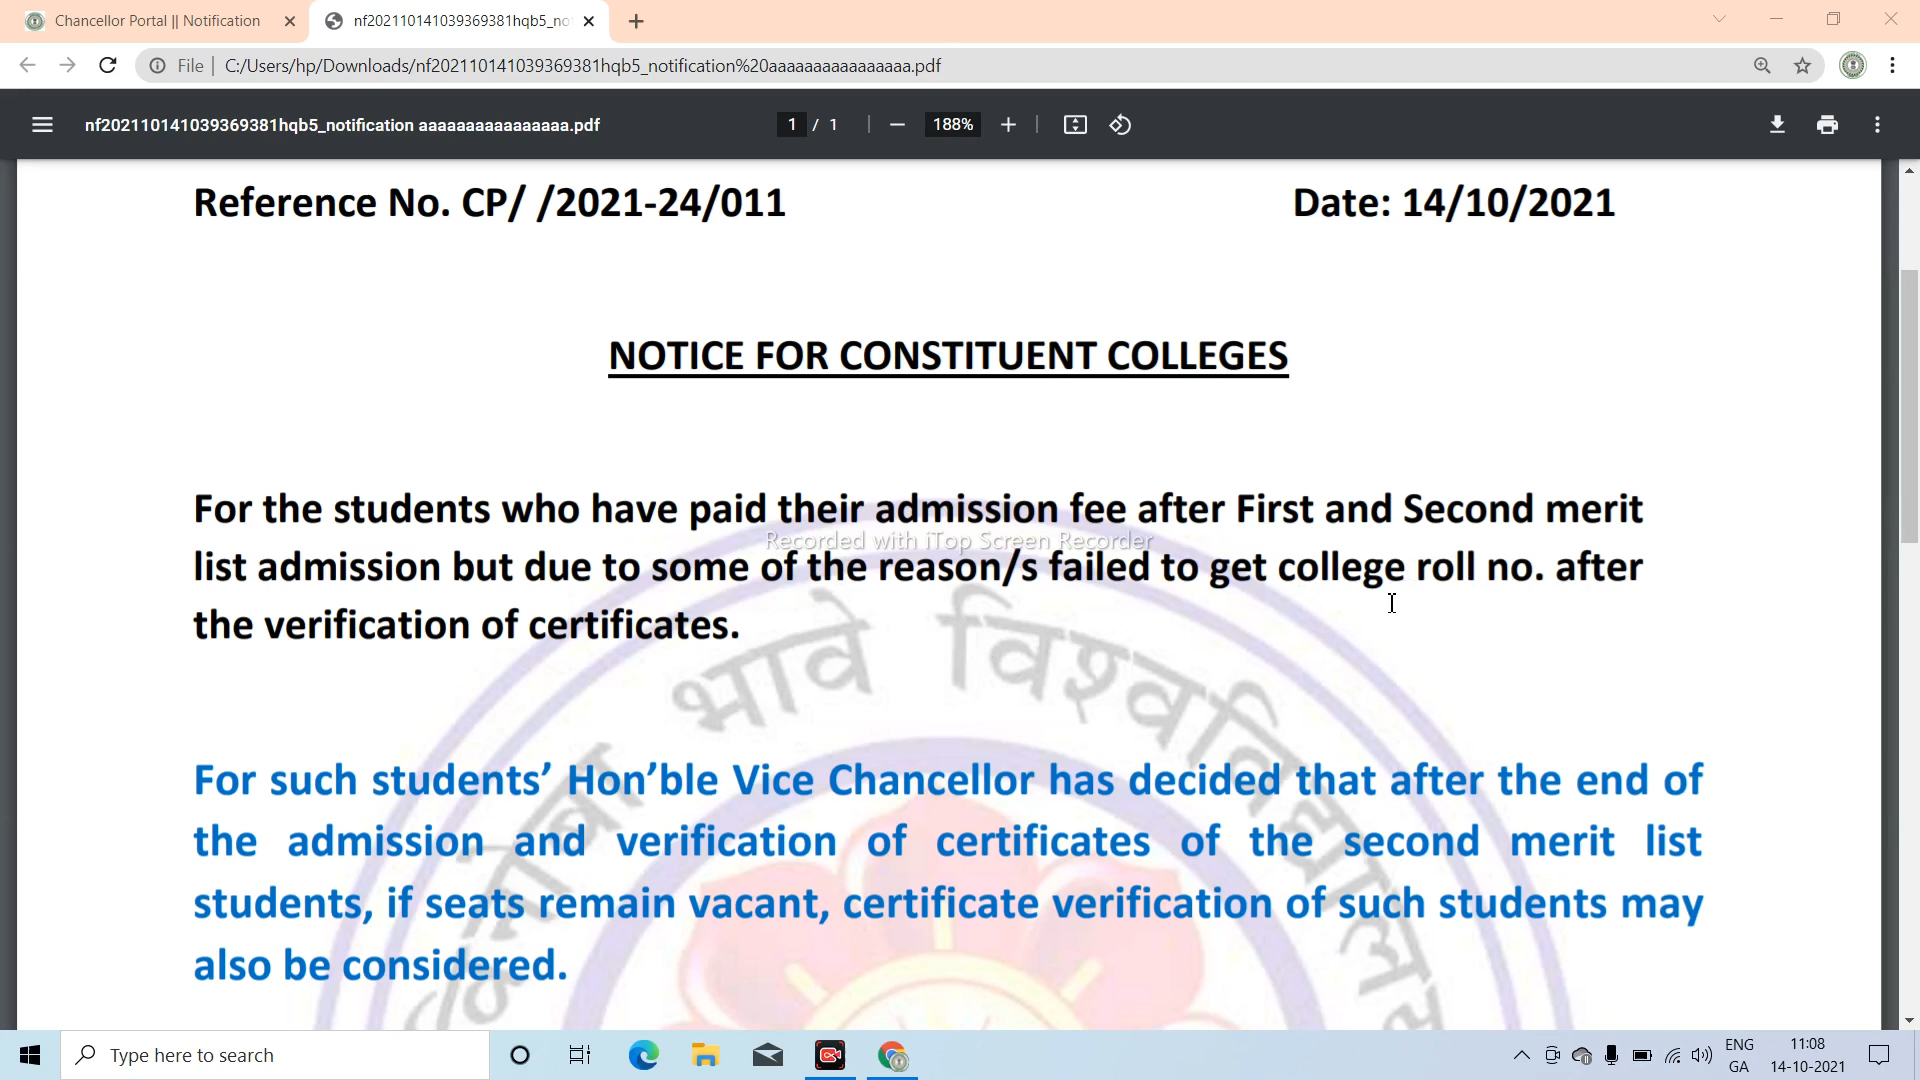 Chancellor Portal || Notification
nf202110141039369381hqb5_no
File
C:/Users/hp/Downloads/nf202110141039369381hqb5_notification%20aaaaaaaaaaaaaaaa.pdf
nf202110141039369381hqb5_notification aaaaaaaaaaaaaaaa.pdf
1 / 1
188%
Reference No. CP/ /2021-24/011
Date: 14/10/2021
NOTICE FOR CONSTITUENT COLLEGES
For the students who have paid their admission fee after First and Second merit
Recorded with iTop Screen Recorder
list admission but due to some of the reason/s failed to get college roll no. after
the verification of certificates.
भावे विश्वविद्यालय
For such students’ Hon’ble Vice Chancellor has decided that after the end of
the admission and verification of certificates of the second merit list
students, if seats remain vacant, certificate verification of such students may
also be considered.
Type here to search
ENG
GA
11:08
14-10-2021